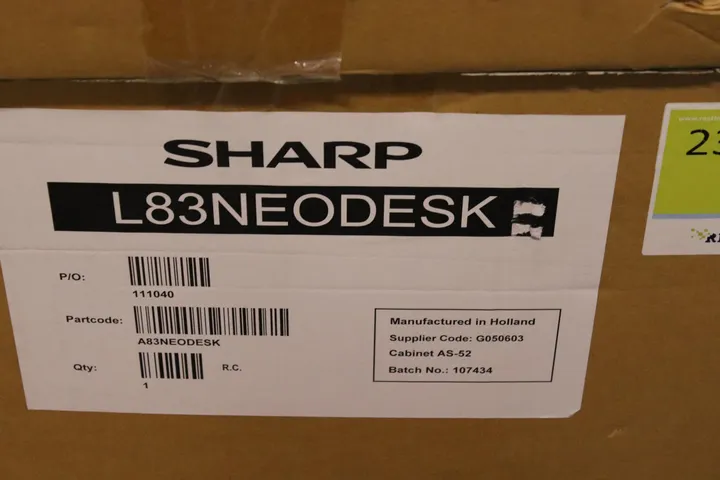 SHARP
L83NEODESK
P/O:
111040
Partcode:
A83NEODESK
Qty:
1
R.C.
Manufactured in Holland
Supplier Code: G050603
Cabinet AS-52
Batch No.: 107434
23